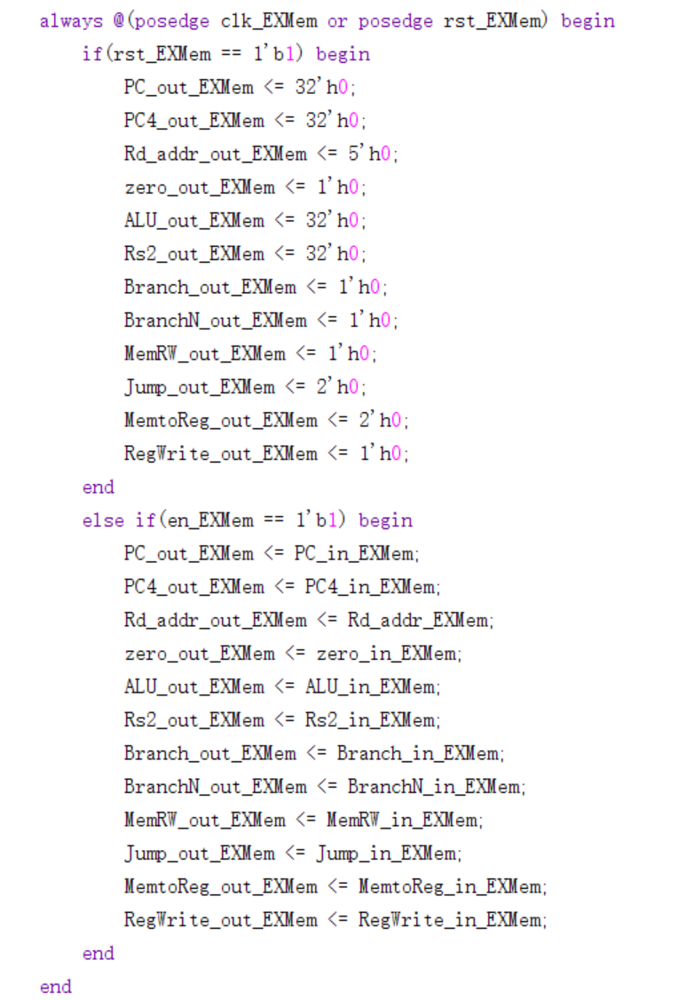 always @(posedge clk_EXMem or posedge rst_EXMem) begin
if(rst_EXMem == 1'b1) begin
PC_out_EXMem <= 32'h0;
PC4_out_EXMem <= 32'h0;
Rd_addr_out_EXMem <= 5'h0;
zero_out_EXMem <= 1'h0;
ALU_out_EXMem <= 32'h0;
Rs2_out_EXMem <= 32'h0;
Branch_out_EXMem <= 1'h0;
BranchN_out_EXMem <= 1'h0;
MemRW_out_EXMem <= 1'h0;
Jump_out_EXMem <= 2'h0;
MemtoReg_out_EXMem <= 2'h0;
RegWrite_out_EXMem <= 1'h0;
end
else if(en_EXMem == 1'b1) begin
PC_out_EXMem <= PC_in_EXMem;
PC4_out_EXMem <= PC4_in_EXMem;
Rd_addr_out_EXMem <= Rd_addr_EXMem;
zero_out_EXMem <= zero_in_EXMem;
ALU_out_EXMem <= ALU_in_EXMem;
Rs2_out_EXMem <= Rs2_in_EXMem;
Branch_out_EXMem <= Branch_in_EXMem;
BranchN_out_EXMem <= BranchN_in_EXMem;
MemRW_out_EXMem <= MemRW_in_EXMem;
Jump_out_EXMem <= Jump_in_EXMem;
MemtoReg_out_EXMem <= MemtoReg_in_EXMem;
RegWrite_out_EXMem <= RegWrite_in_EXMem;
end
end